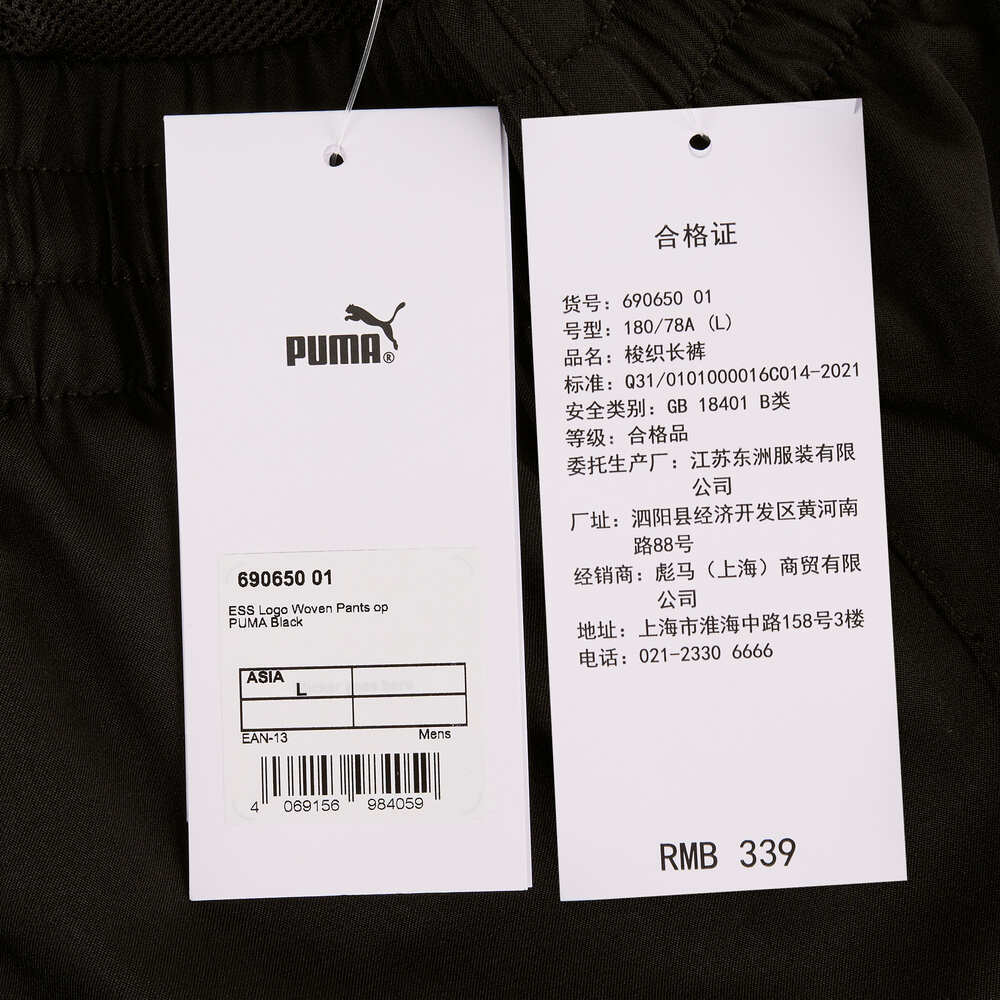 PUMA®
690650 01
ESS Logo Woven Pants op
PUMA Black
ASIA
L
EAN-13 Mens
4 069156 984059
合格证
货号：690650 01
号型：180/78A (L)
品名：梭织长裤
标准：Q31/0101000016C014-2021
安全类别：GB 18401 B类
等级：合格品
委托生产厂：江苏东洲服装有限
公司
厂址：泗阳县经济开发区黄河南
路88号
经销商：彪马（上海）商贸有限
公司
地址：上海市淮海中路158号3楼
电话：021-2330 6666
RMB 339